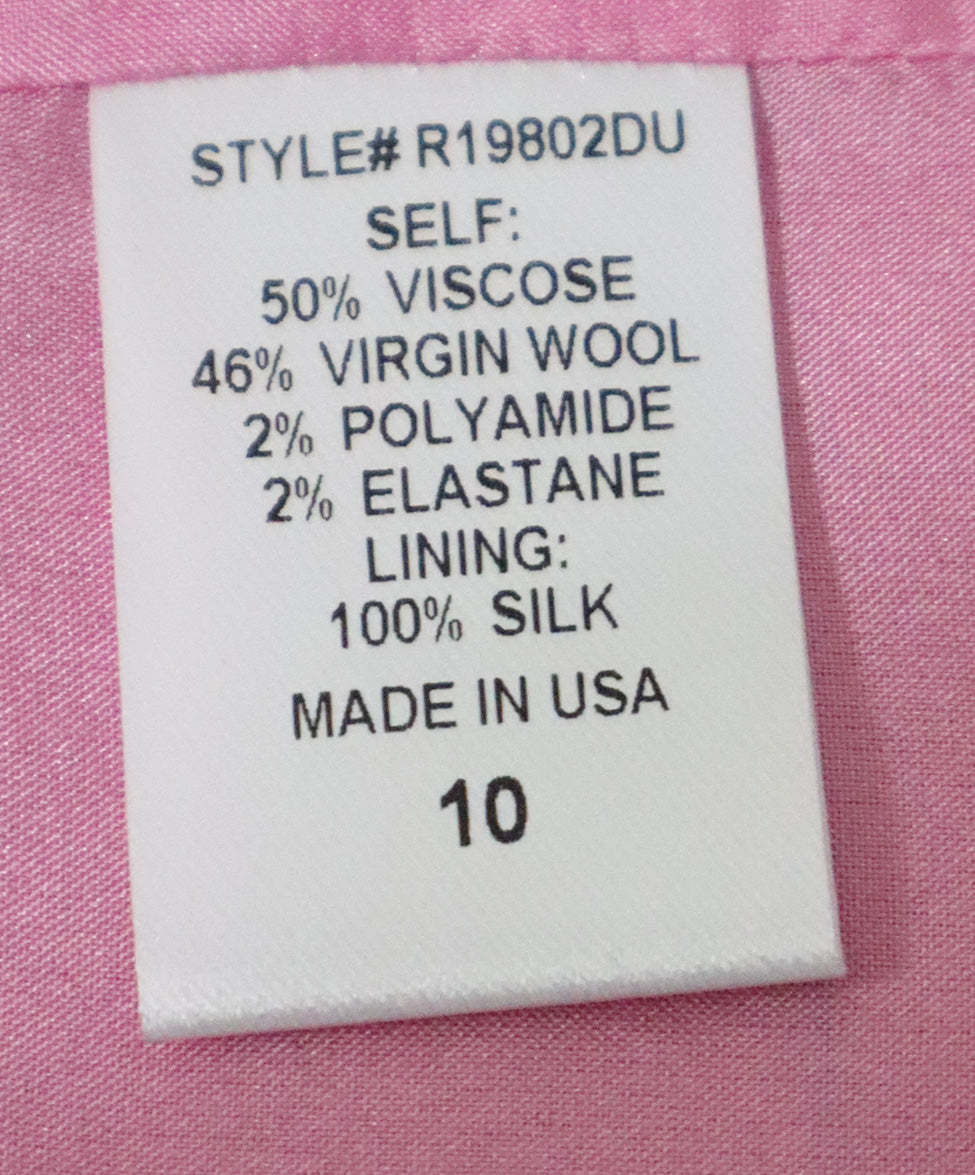 STYLE# R19802DU
SELF:
50% VISCOSE
46% VIRGIN WOOL
2% POLYAMIDE
2% ELASTANE
LINING:
100% SILK
MADE IN USA
10